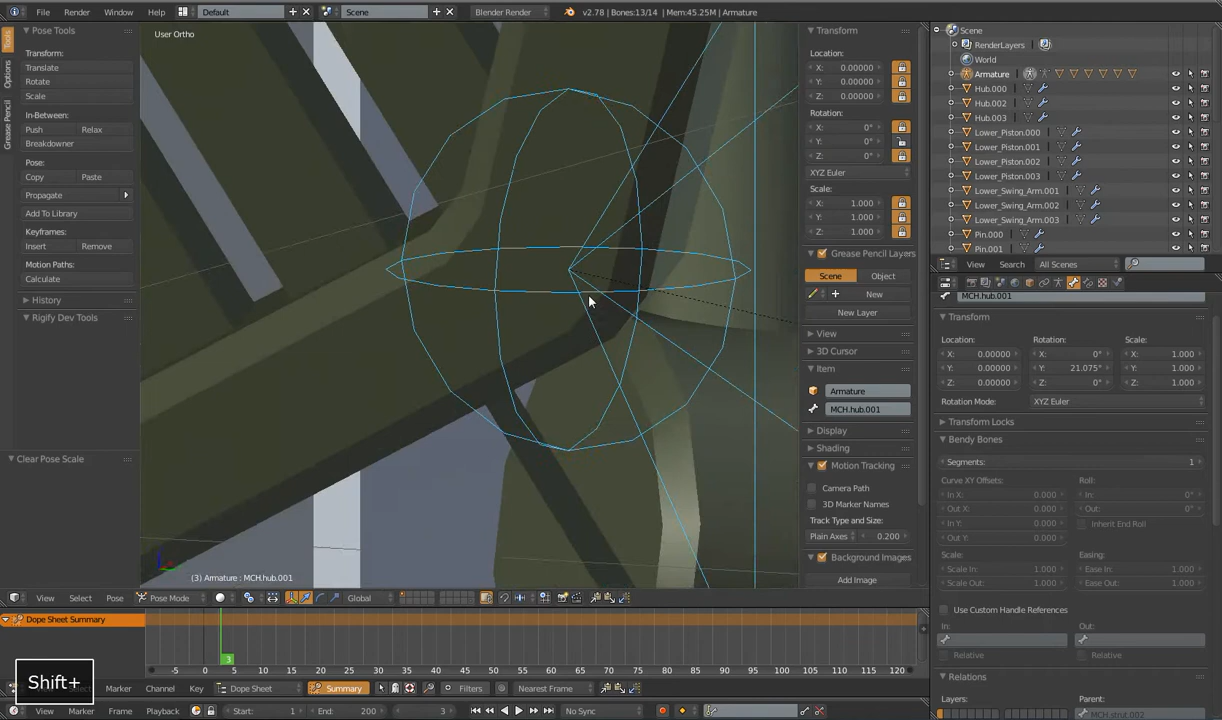 File Render Window Help Default Scene Blender Render v2.78 | Bones:13/14 | Mem:45.25M | Armature
Tools
Options
Grease Pencil
Pose Tools
Transform:
Translate
Rotate
Scale
In-Between:
Push Relax
Breakdowner
Pose:
Copy Paste
Propagate
Add To Library
Keyframes:
Insert Remove
Motion Paths:
Calculate
History
Rigify Dev Tools
Clear Pose Scale
User Ortho
(3) Armature : MCH.hub.001
Transform
Location:
X: 0.00000
Y: 0.00000
Z: 0.00000
Rotation:
X: 0°
Y: 0°
Z: 0°
XYZ Euler
Scale:
X: 1.000
Y: 1.000
Z: 1.000
Grease Pencil Layers
Scene Object
New
New Layer
View
3D Cursor
Item
Armature
MCH.hub.001
Display
Shading
Motion Tracking
Camera Path
3D Marker Names
Track Type and Size:
Plain Axes 0.200
Background Images
Add Image
Scene
RenderLayers
World
Armature
Hub.000
Hub.002
Hub.003
Lower_Piston.000
Lower_Piston.001
Lower_Piston.002
Lower_Piston.003
Lower_Swing_Arm.001
Lower_Swing_Arm.002
Lower_Swing_Arm.003
Pin.000
Pin.001
View Search All Scenes
MCH.hub.001
Transform
Location: Rotation: Scale:
X: 0.00000 X: 0° X: 1.000
Y: 0.00000 Y: 21.075° Y: 1.000
Z: 0.00000 Z: 0° Z: 1.000
Rotation Mode: XYZ Euler
Transform Locks
Bendy Bones
Segments: 1
Curve XY Offsets: Roll:
In X: 0.000 In: 0°
Out X: 0.000 Out: 0°
In Y: 0.000 Inherit End Roll
Out Y: 0.000
Scale: Easing:
Scale In: 1.000 Ease In: 1.000
Scale Out: 1.000 Ease Out: 1.000
Use Custom Handle References
In: Out:
Relative Relative
Relations
Layers: Parent:
MCH.strut.002
View Select Pose Pose Mode Global
Dope Sheet Summary
-5 0 3 5 10 15 20 25 30 35 40 45 50 55 60 65 70 75 80 85 90 95 100 105 110 115 120
Shift+
Marker Channel Key Dope Sheet Summary Filters Nearest Frame
View Marker Frame Playback Start: 1 End: 200 3 No Sync